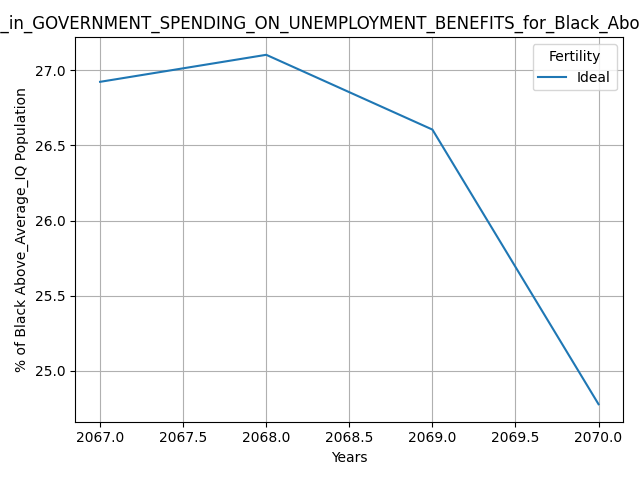 _in_GOVERNMENT_SPENDING_ON_UNEMPLOYMENT_BENEFITS_for_Black_Abo
Fertility
Ideal
27.0
26.5
26.0
25.5
25.0
% of Black Above_Average_IQ Population
2067.0 2067.5 2068.0 2068.5 2069.0 2069.5 2070.0
Years